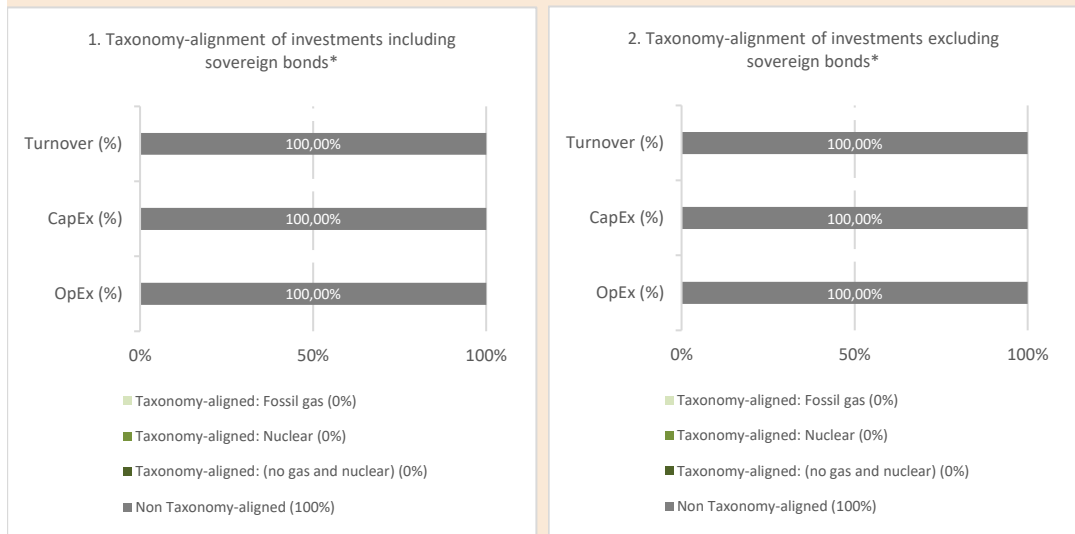 1. Taxonomy-alignment of investments including
sovereign bonds*
Turnover (%)
100,00%
CapEx (%)
100,00%
OpEx (%)
100,00%
0%
50%
100%
Taxonomy-aligned: Fossil gas (0%)
Taxonomy-aligned: Nuclear (0%)
Taxonomy-aligned: (no gas and nuclear) (0%)
Non Taxonomy-aligned (100%)
2. Taxonomy-alignment of investments excluding
sovereign bonds*
Turnover (%)
100,00%
CapEx (%)
100,00%
OpEx (%)
100,00%
0%
50%
100%
Taxonomy-aligned: Fossil gas (0%)
Taxonomy-aligned: Nuclear (0%)
Taxonomy-aligned: (no gas and nuclear) (0%)
Non Taxonomy-aligned (100%)